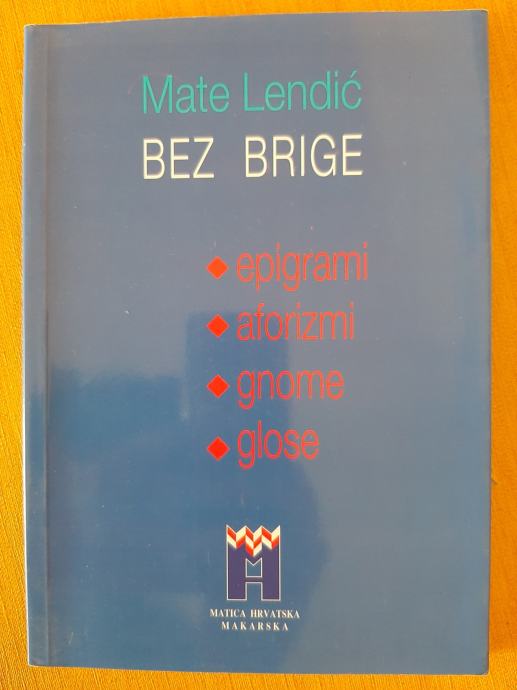 Mate Lendić
BEZ BRIGE
epigrami
aforizmi
gnome
glose
MATICA HRVATSKA
MAKARSKA